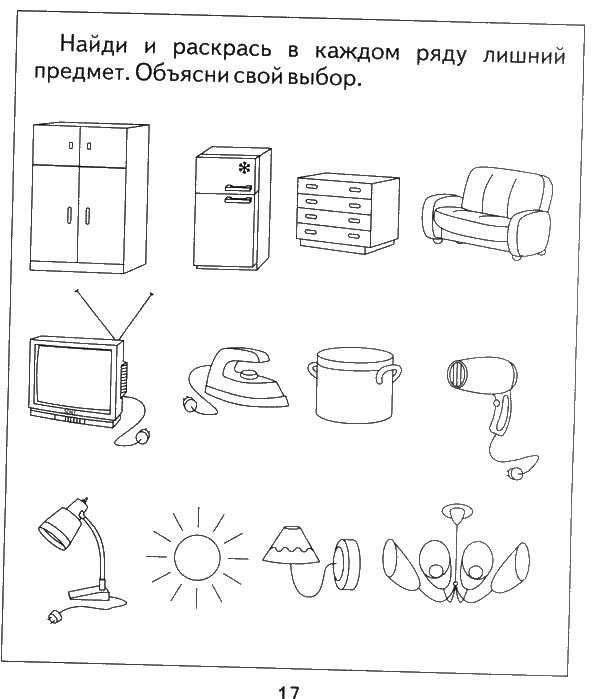 Найди и раскрась в каждом ряду лишний
предмет. Объясни свой выбор.
17